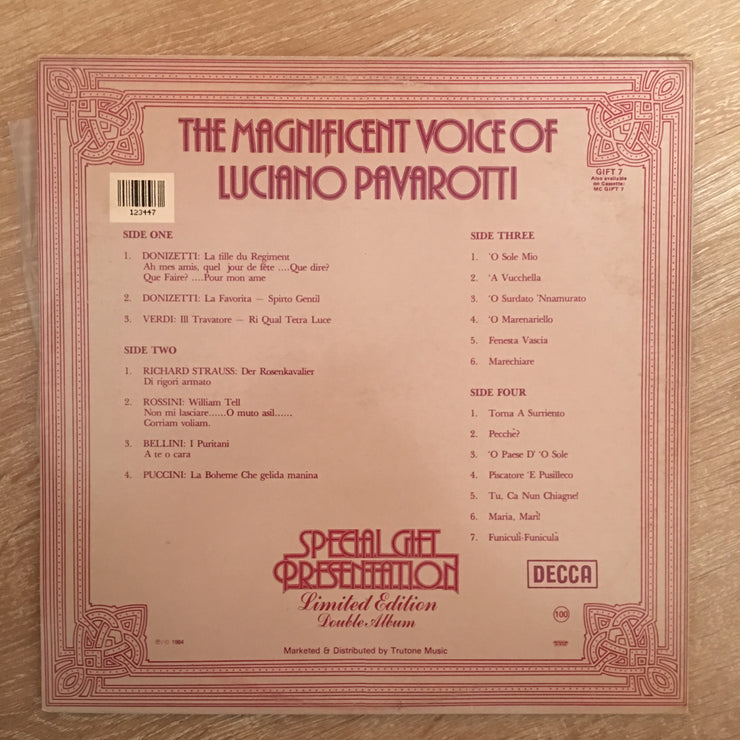 THE MAGNIFICENT VOICE OF
LUCIANO PAVAROTTI
GIFT 7
Also available
on Cassette:
MC GIFT 7
123447
SIDE ONE
1. DONIZETTI: La fille du Regiment
Ah mes amis, quel jour de fête ....Que dire?
Que Faire? ....Pour mon ame
2. DONIZETTI: La Favorita — Spirto Gentil
3. VERDI: Ill Travatore — Ri Qual Tetra Luce
SIDE TWO
1. RICHARD STRAUSS: Der Rosenkavalier
Di rigori armato
2. ROSSINI: William Tell
Non mi lasciare......O muto asil......
Corriam voliam.
3. BELLINI: I Puritani
A te o cara
4. PUCCINI: La Boheme Che gelida manina
SIDE THREE
1. 'O Sole Mio
2. 'A Vucchella
3. 'O Surdato 'Nnamurato
4. 'O Marenariello
5. Fenesta Vascia
6. Marechiare
SIDE FOUR
1. Torna A Surriento
2. Pecchè?
3. 'O Paese D' 'O Sole
4. Piscatore 'E Pusilleco
5. Tu, Ca Nun Chiagne!
6. Maria, Marì!
7. Funiculì-Funiculà
SPECIAL GIFT
PRESENTATION
Limited Edition
Double Album
DECCA
100
℗/© 1984
Marketed & Distributed by Trutone Music